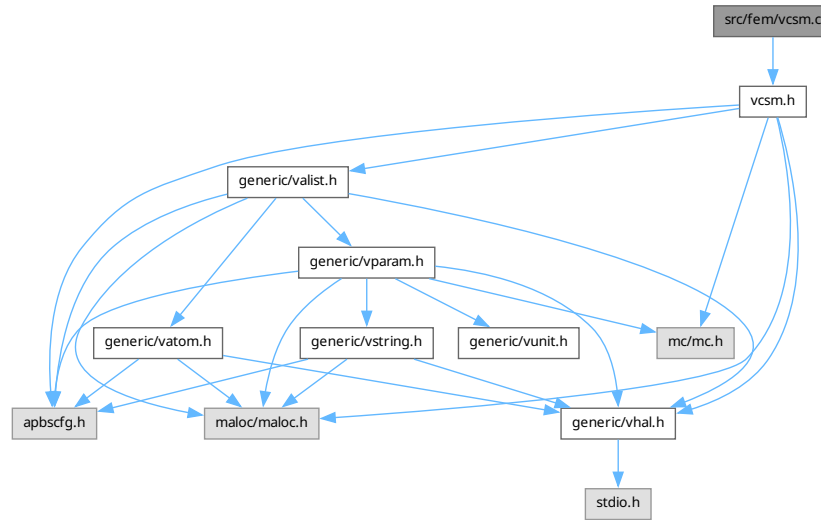 src/fem/vcsm.c
vcsm.h
generic/valist.h
generic/vparam.h
generic/vatom.h
generic/vstring.h
generic/vunit.h
mc/mc.h
apbscfg.h
maloc/maloc.h
generic/vhal.h
stdio.h